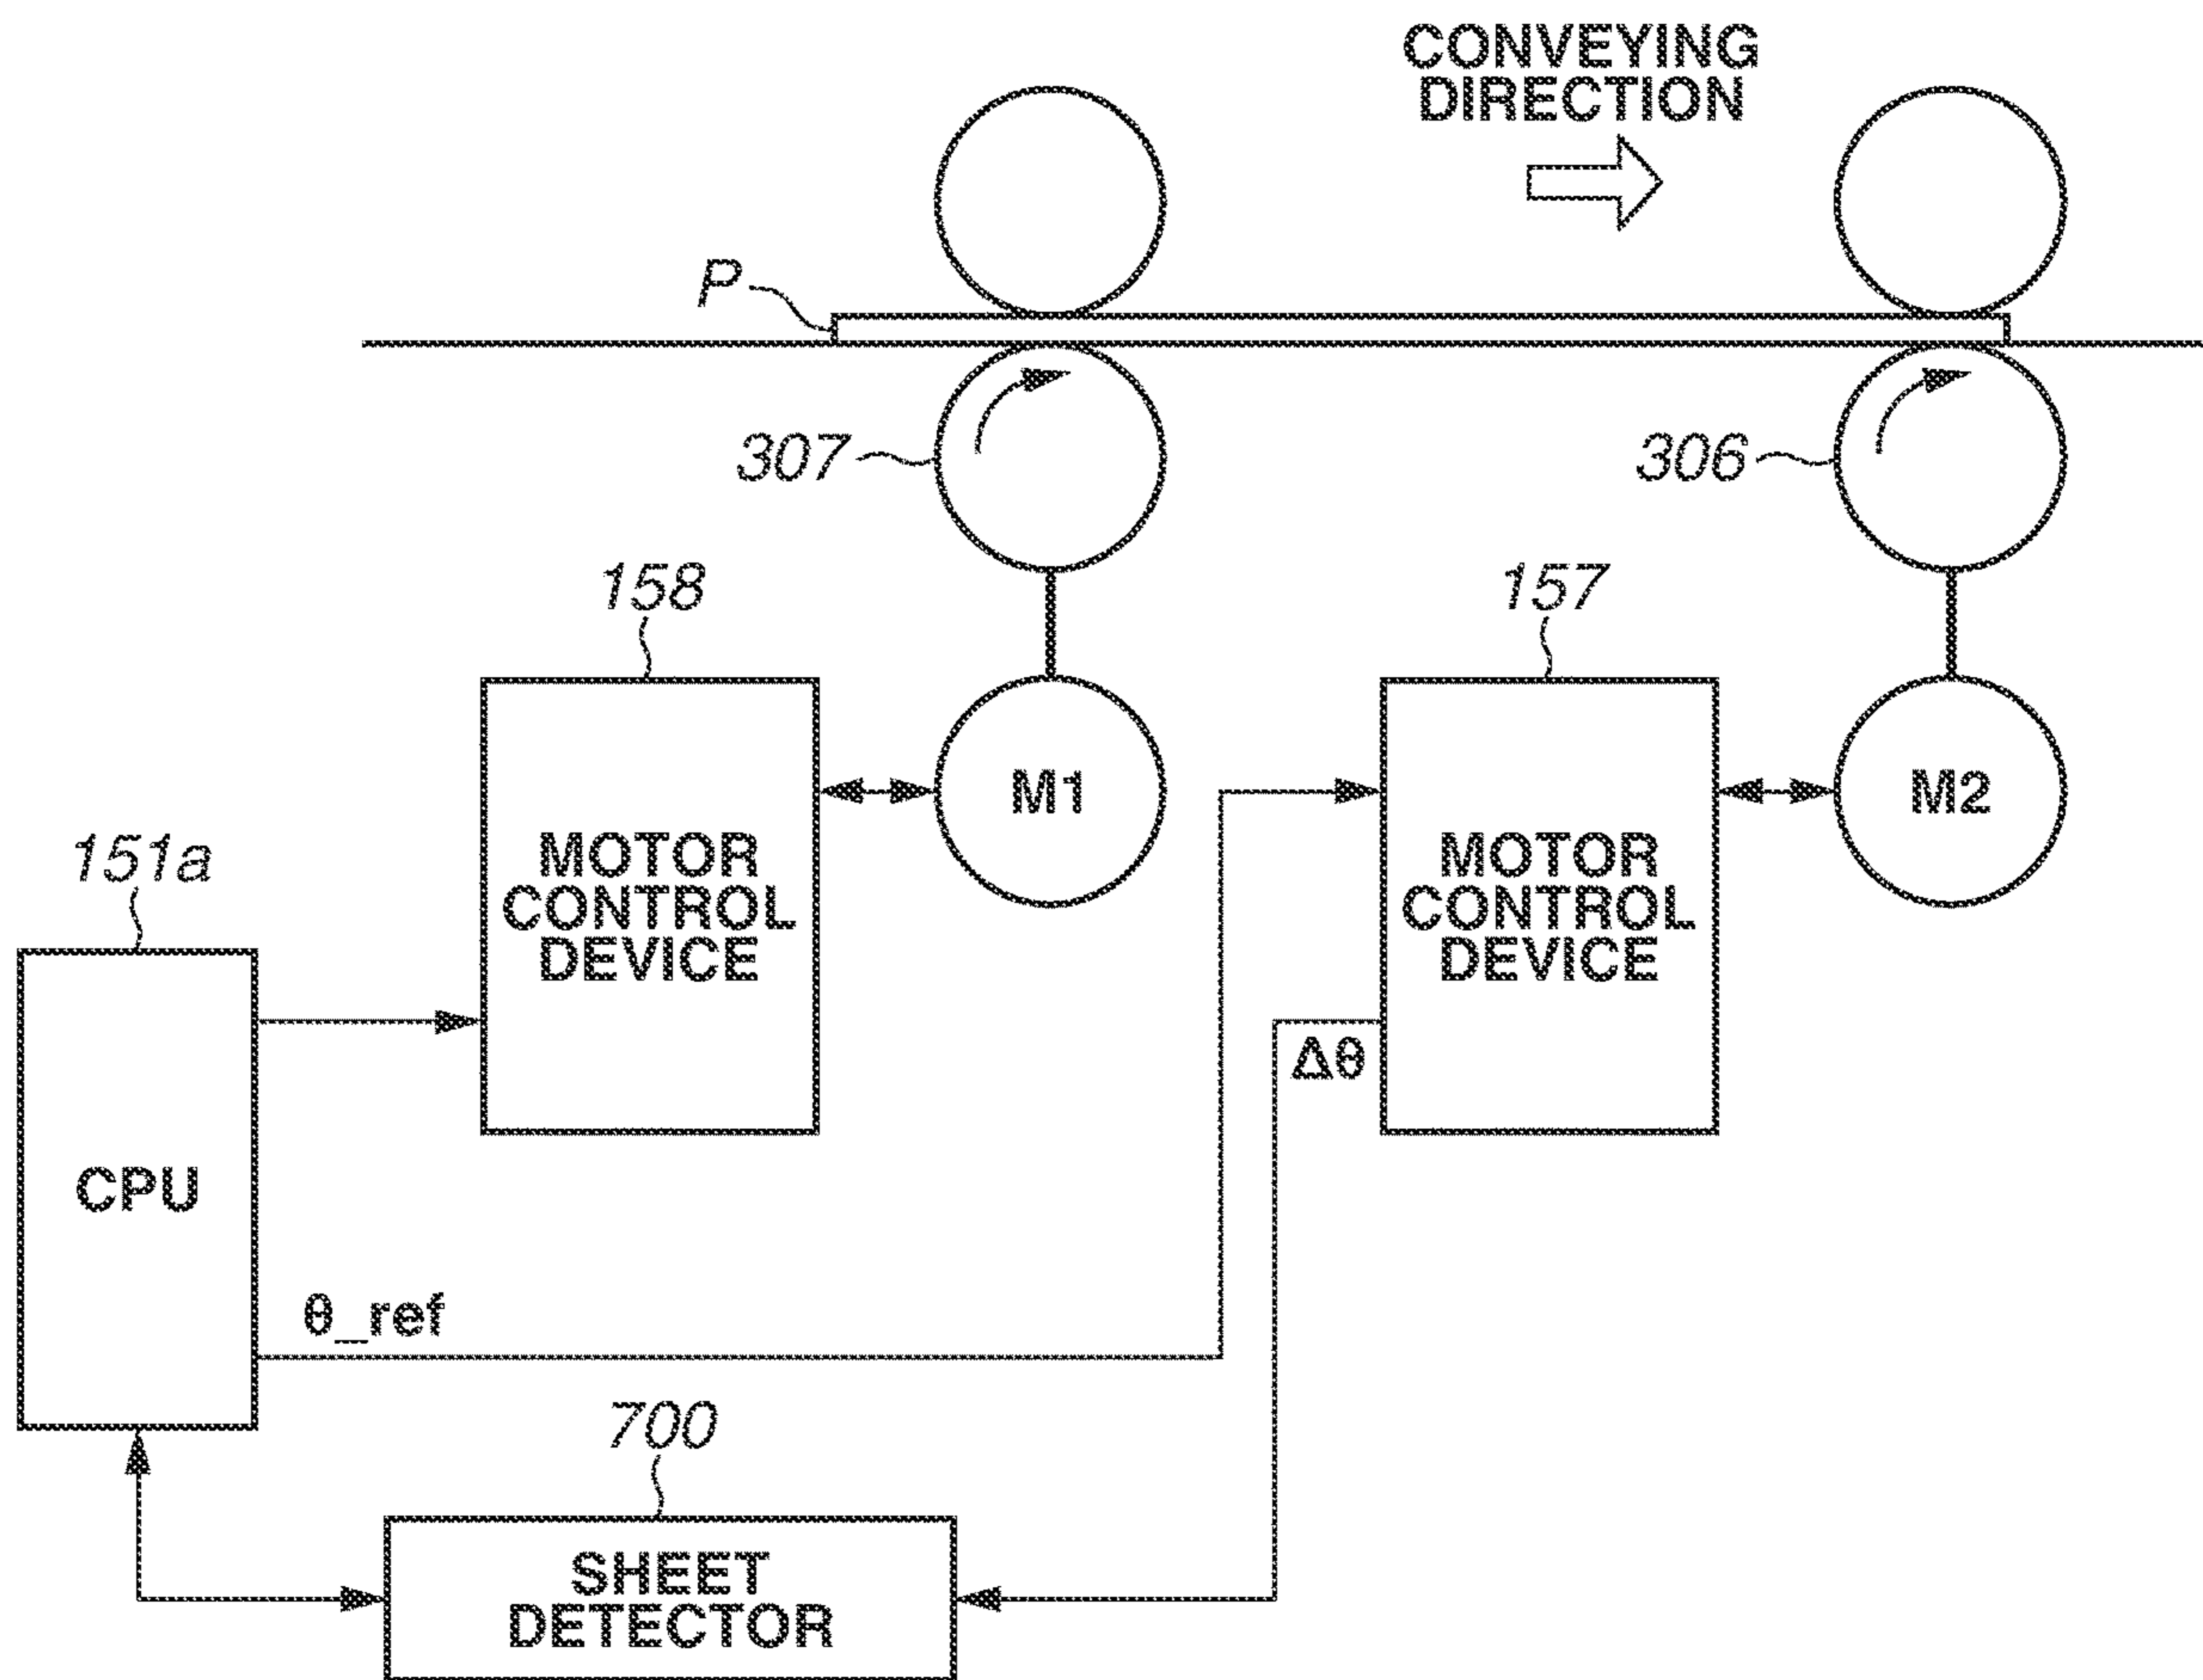 CONVEYING
DIRECTION
P
307
306
158
157
M1
M2
MOTOR
CONTROL
DEVICE
MOTOR
CONTROL
DEVICE
151a
Δθ
CPU
θ_ref
700
SHEET
DETECTOR